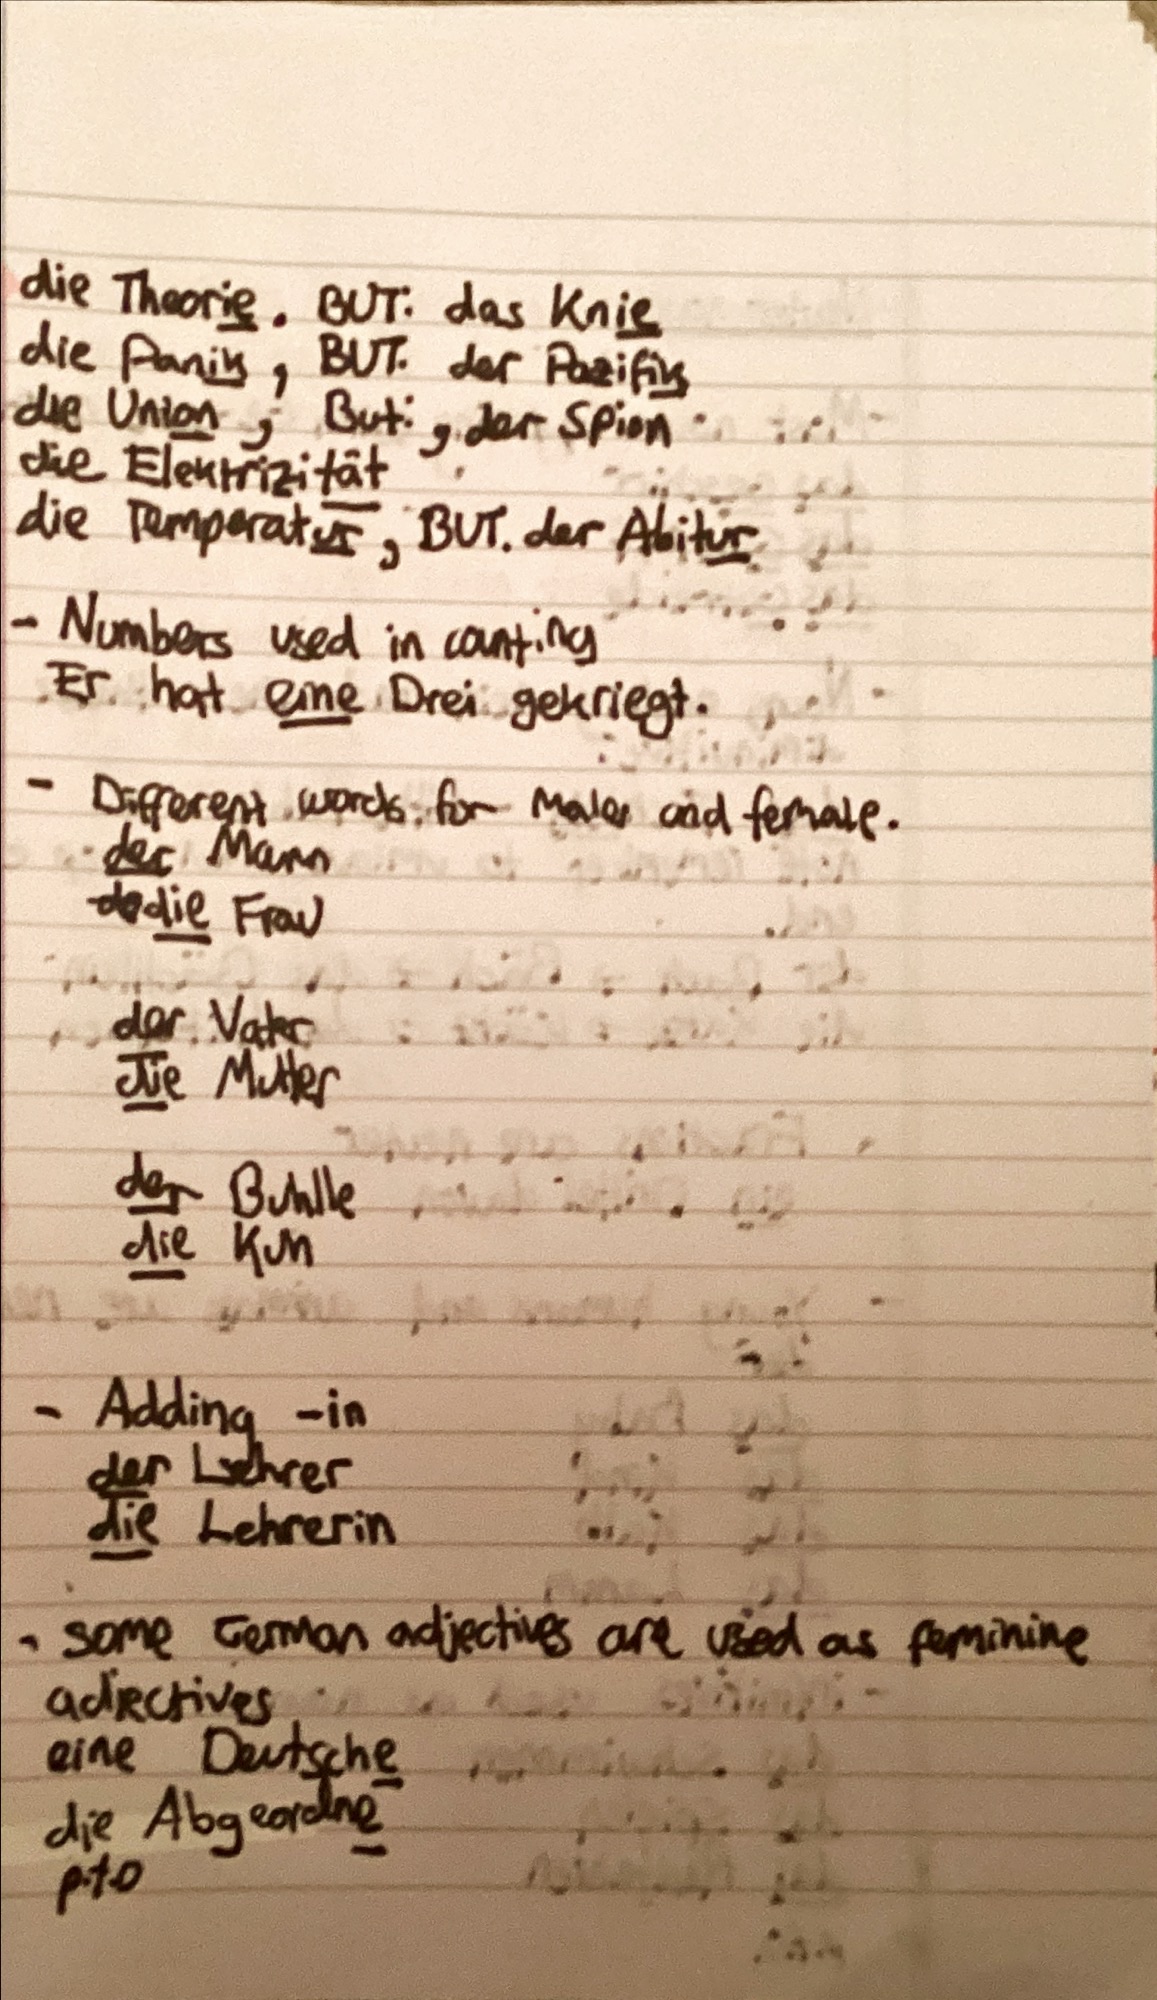 die Theorie. BUT: das Knie
die Panik, BUT. der Pazifik
die Union, But:, der Spion
die Elektrizität
die Temperatur, BUT. der Abitur
- Numbers used in counting
Er hat eine Drei gekriegt.
- Different words for Males and female.
der Mann
die Frau
der Vater
die Mutter
der Buhlle
die Kuh
- Adding -in
der Lehrer
die Lehrerin
- some German adjectives are used as feminine
adjectives
eine Deutsche
die Abgeordne
p.t.o